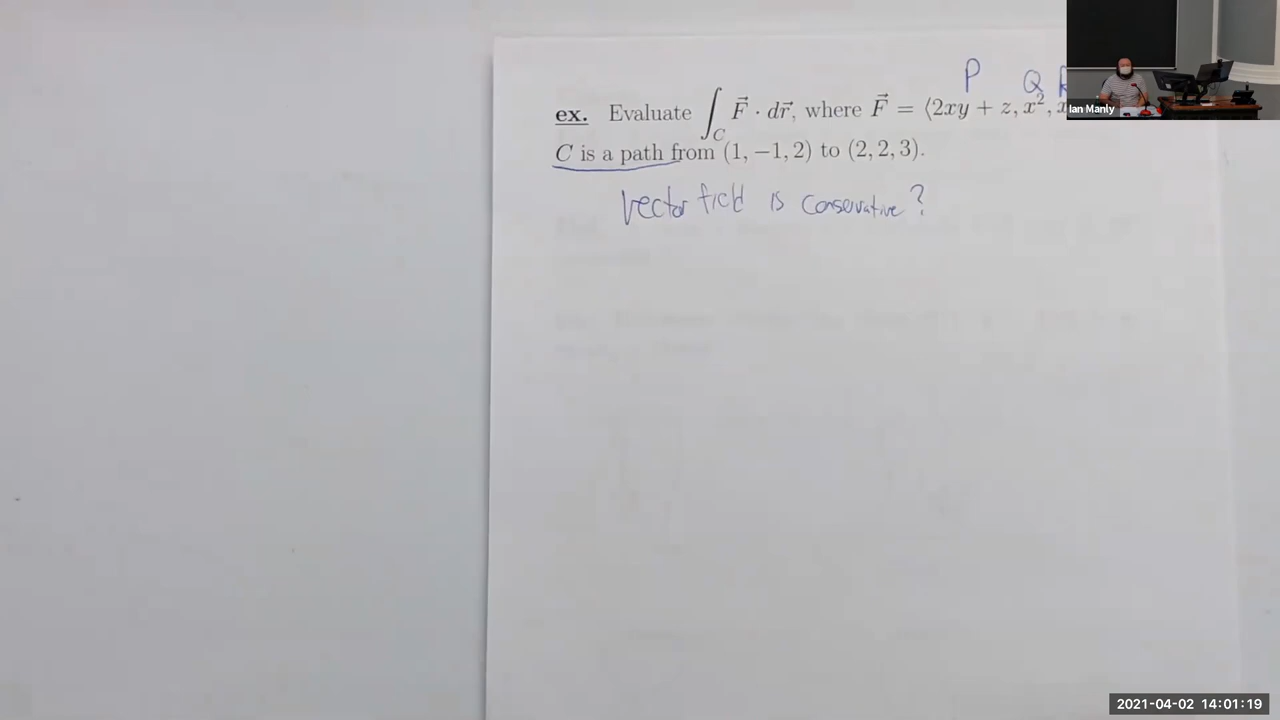 P Q
ex. Evaluate ∫_C F⃗ · dr⃗, where F⃗ = ⟨2xy + z, x²,
C is a path from (1, −1, 2) to (2, 2, 3).
vector field is conservative?
Ian Manly
2021-04-02 14:01:19